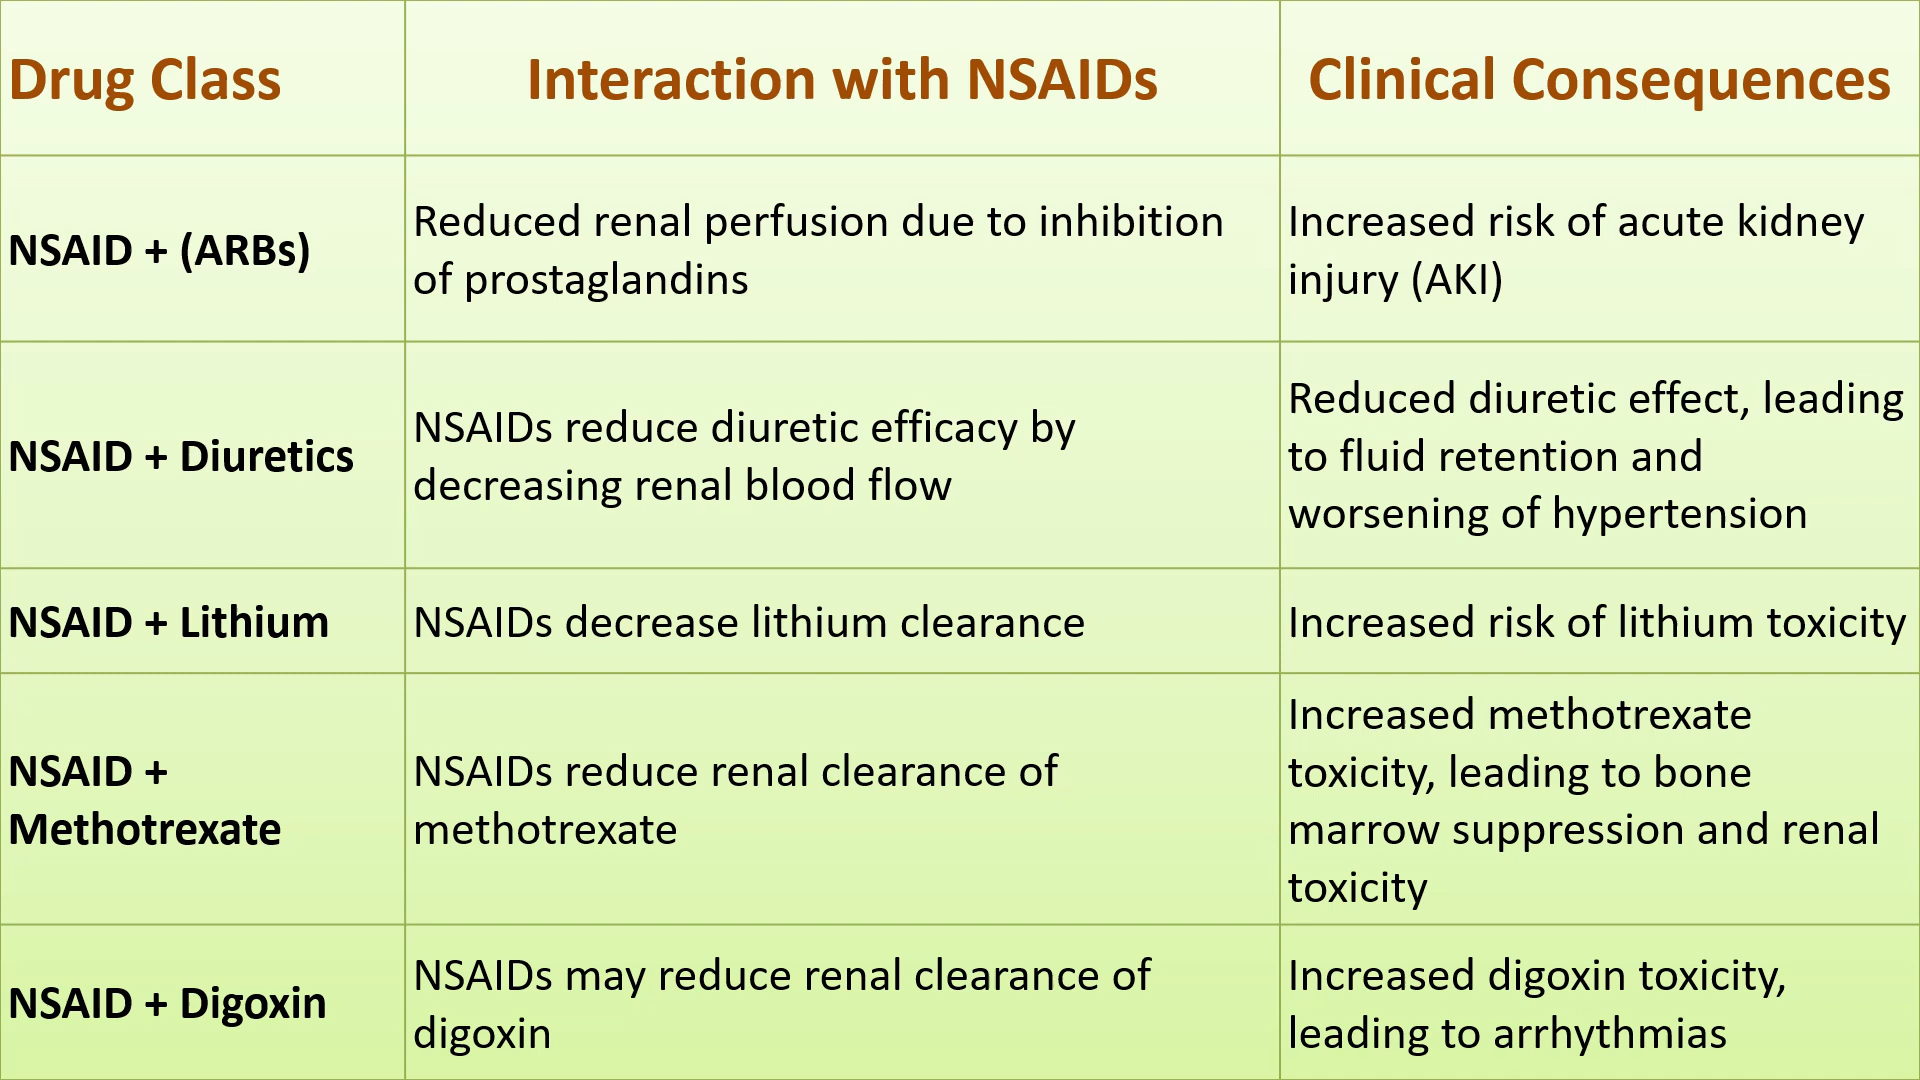 Drug Class
Interaction with NSAIDs
Clinical Consequences
NSAID + (ARBs)
Reduced renal perfusion due to inhibition
of prostaglandins
Increased risk of acute kidney
injury (AKI)
NSAID + Diuretics
NSAIDs reduce diuretic efficacy by
decreasing renal blood flow
Reduced diuretic effect, leading
to fluid retention and
worsening of hypertension
NSAID + Lithium
NSAIDs decrease lithium clearance
Increased risk of lithium toxicity
NSAID +
Methotrexate
NSAIDs reduce renal clearance of
methotrexate
Increased methotrexate
toxicity, leading to bone
marrow suppression and renal
toxicity
NSAID + Digoxin
NSAIDs may reduce renal clearance of
digoxin
Increased digoxin toxicity,
leading to arrhythmias